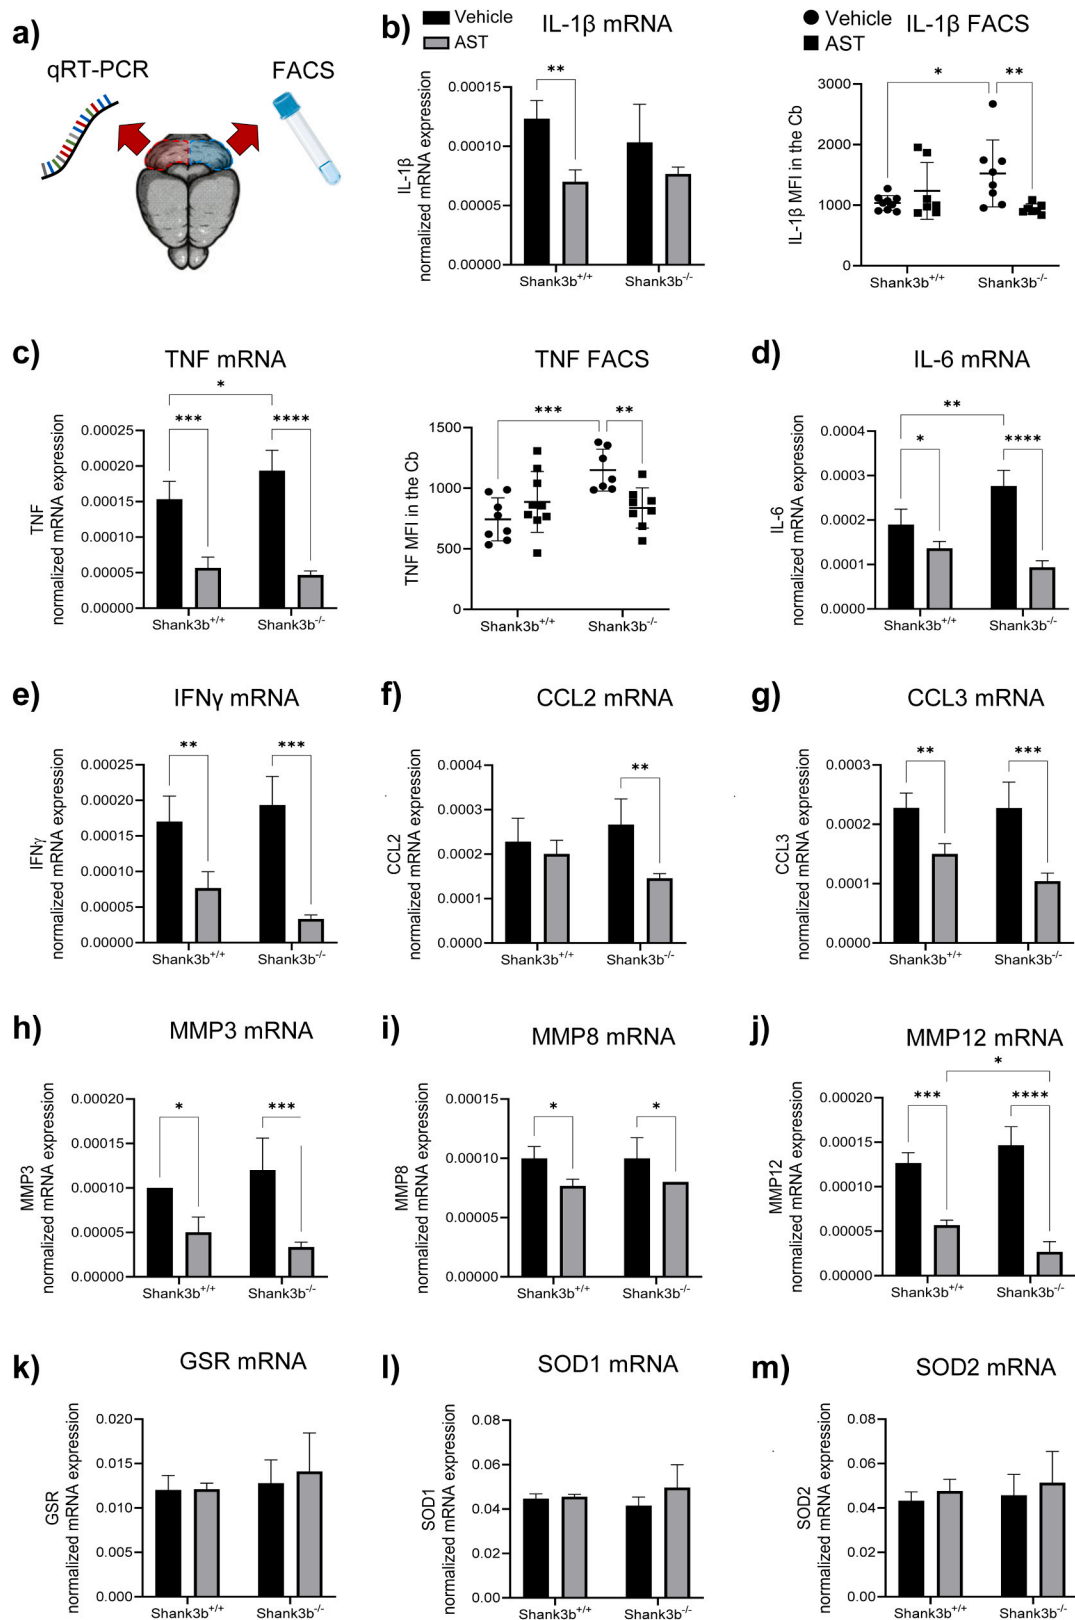 a)
qRT-PCR
FACS
b)
Vehicle
AST
IL-1β mRNA
IL-1β
normalized mRNA expression
0.00015
0.00010
0.00005
0.00000
**
Shank3b+/+
Shank3b-/-
Vehicle
AST
IL-1β FACS
IL-1β MFI in the Cb
3000
2000
1000
0
*
**
Shank3b+/+
Shank3b-/-
c)
TNF mRNA
TNF
normalized mRNA expression
0.00025
0.00020
0.00015
0.00010
0.00005
0.00000
*
***
****
Shank3b+/+
Shank3b-/-
TNF FACS
TNF MFI in the Cb
1500
1000
500
0
***
**
Shank3b+/+
Shank3b-/-
d)
IL-6 mRNA
IL-6
normalized mRNA expression
0.0004
0.0003
0.0002
0.0001
0.0000
**
*
****
Shank3b+/+
Shank3b-/-
e)
IFNγ mRNA
IFNγ
normalized mRNA expression
0.00025
0.00020
0.00015
0.00010
0.00005
0.00000
**
***
Shank3b+/+
Shank3b-/-
f)
CCL2 mRNA
CCL2
normalized mRNA expression
0.0004
0.0003
0.0002
0.0001
0.0000
**
Shank3b+/+
Shank3b-/-
g)
CCL3 mRNA
CCL3
normalized mRNA expression
0.0003
0.0002
0.0001
0.0000
**
***
Shank3b+/+
Shank3b-/-
h)
MMP3 mRNA
MMP3
normalized mRNA expression
0.00020
0.00015
0.00010
0.00005
0.00000
*
***
Shank3b+/+
Shank3b-/-
i)
MMP8 mRNA
MMP8
normalized mRNA expression
0.00015
0.00010
0.00005
0.00000
*
*
Shank3b+/+
Shank3b-/-
j)
MMP12 mRNA
MMP12
normalized mRNA expression
0.00020
0.00015
0.00010
0.00005
0.00000
*
***
****
Shank3b+/+
Shank3b-/-
k)
GSR mRNA
GSR
normalized mRNA expression
0.020
0.015
0.010
0.005
0.000
Shank3b+/+
Shank3b-/-
l)
SOD1 mRNA
SOD1
normalized mRNA expression
0.08
0.06
0.04
0.02
0.00
Shank3b+/+
Shank3b-/-
m)
SOD2 mRNA
SOD2
normalized mRNA expression
0.08
0.06
0.04
0.02
0.00
Shank3b+/+
Shank3b-/-